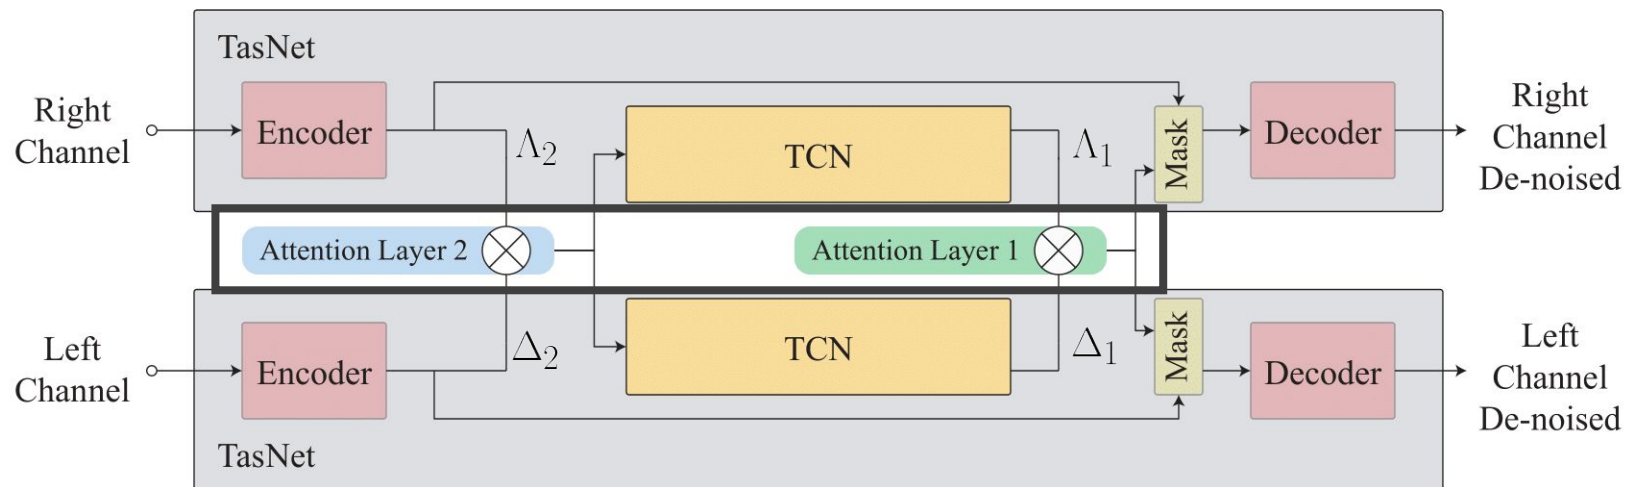 TasNet
Right
Channel
Encoder
Λ₂
TCN
Λ₁
Mask
Decoder
Right
Channel
De-noised
Attention Layer 2
Attention Layer 1
Left
Channel
Encoder
Δ₂
TCN
Δ₁
Mask
Decoder
Left
Channel
De-noised
TasNet